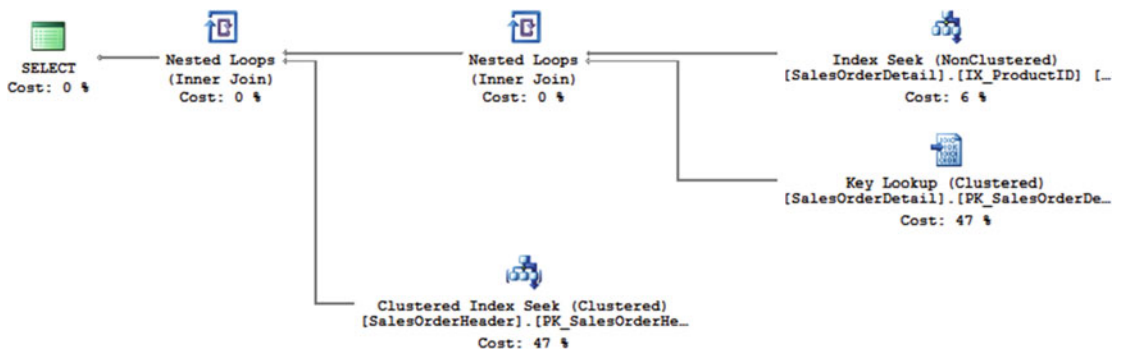 SELECT
Cost: 0 %
Nested Loops
(Inner Join)
Cost: 0 %
Nested Loops
(Inner Join)
Cost: 0 %
Index Seek (NonClustered)
[SalesOrderDetail].[IX_ProductID] […
Cost: 6 %
Key Lookup (Clustered)
[SalesOrderDetail].[PK_SalesOrderDe…
Cost: 47 %
Clustered Index Seek (Clustered)
[SalesOrderHeader].[PK_SalesOrderHe…
Cost: 47 %